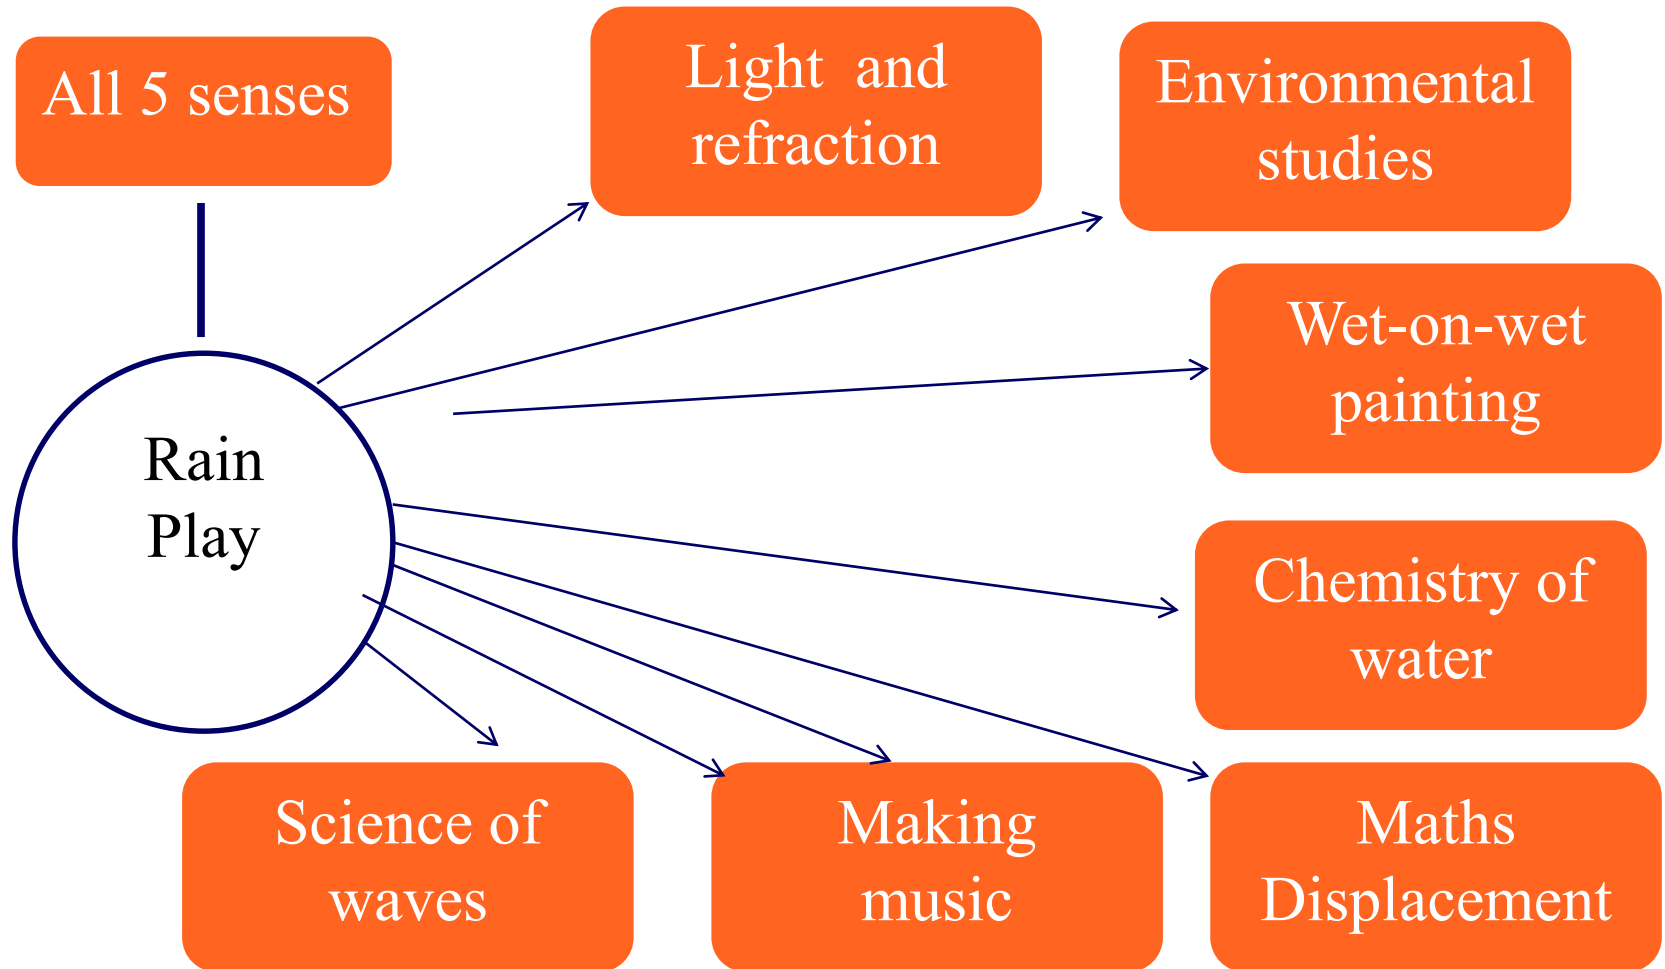 All 5 senses
Light and
refraction
Environmental
studies
Wet-on-wet
painting
Rain
Play
Chemistry of
water
Science of
waves
Making
music
Maths
Displacement